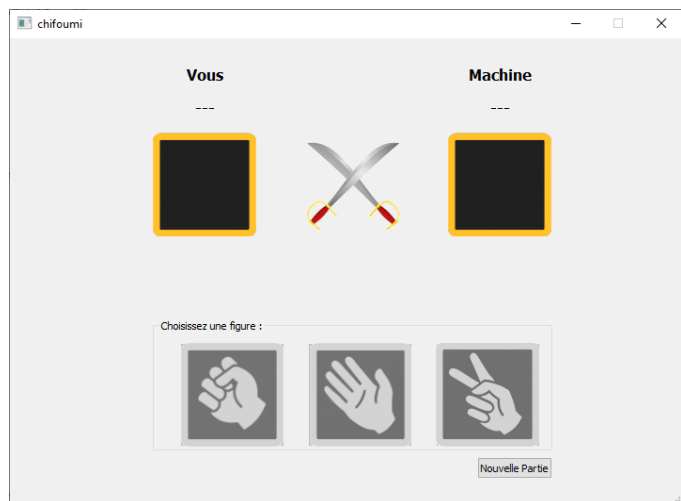 chifoumi
Vous
Machine
---
---
Choisissez une figure :
Nouvelle Partie